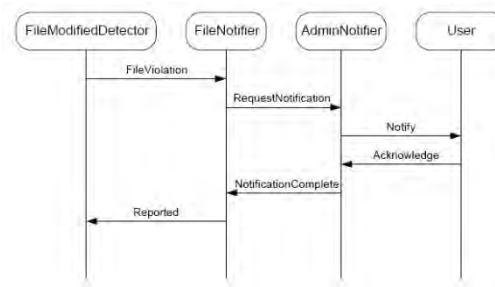 FileModifiedDetector
FileNotifier
AdminNotifier
User
FileViolation
RequestNotification
Notify
Acknowledge
NotificationComplete
Reported